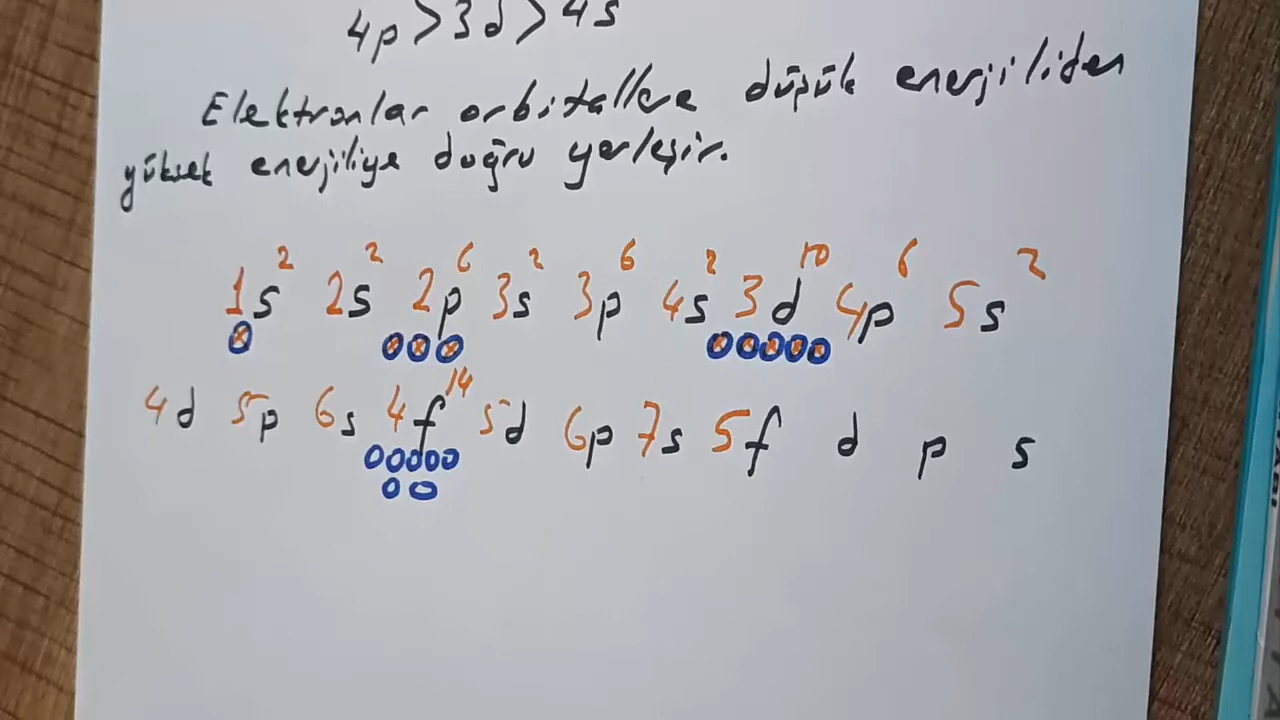 4p>3d>4s
Elektronlar orbitallere düşük enerjiliden
yüksek enerjiliye doğru yerleşir.
1s² 2s² 2p⁶ 3s² 3p⁶ 4s² 3d¹⁰ 4p⁶ 5s²
4d 5p 6s 4f¹⁴ 5d 6p 7s 5f d p s